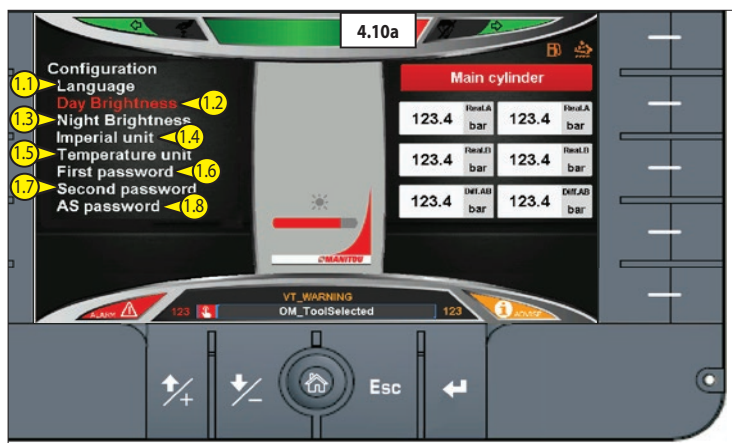 4.10a
Configuration
1.1
Language
Day Brightness
1.2
1.3
Night Brightness
Imperial unit
1.4
1.5
Temperature unit
First password
1.6
1.7
Second password
AS password
1.8
MANITOU
Main cylinder
123.4 Real.A bar 123.4 Real.A bar
123.4 Real.B bar 123.4 Real.B bar
123.4 Diff.AB bar 123.4 Diff.AB bar
VT_WARNING
ALARM 123 OM_ToolSelected 123 ADVISE
+ − Esc